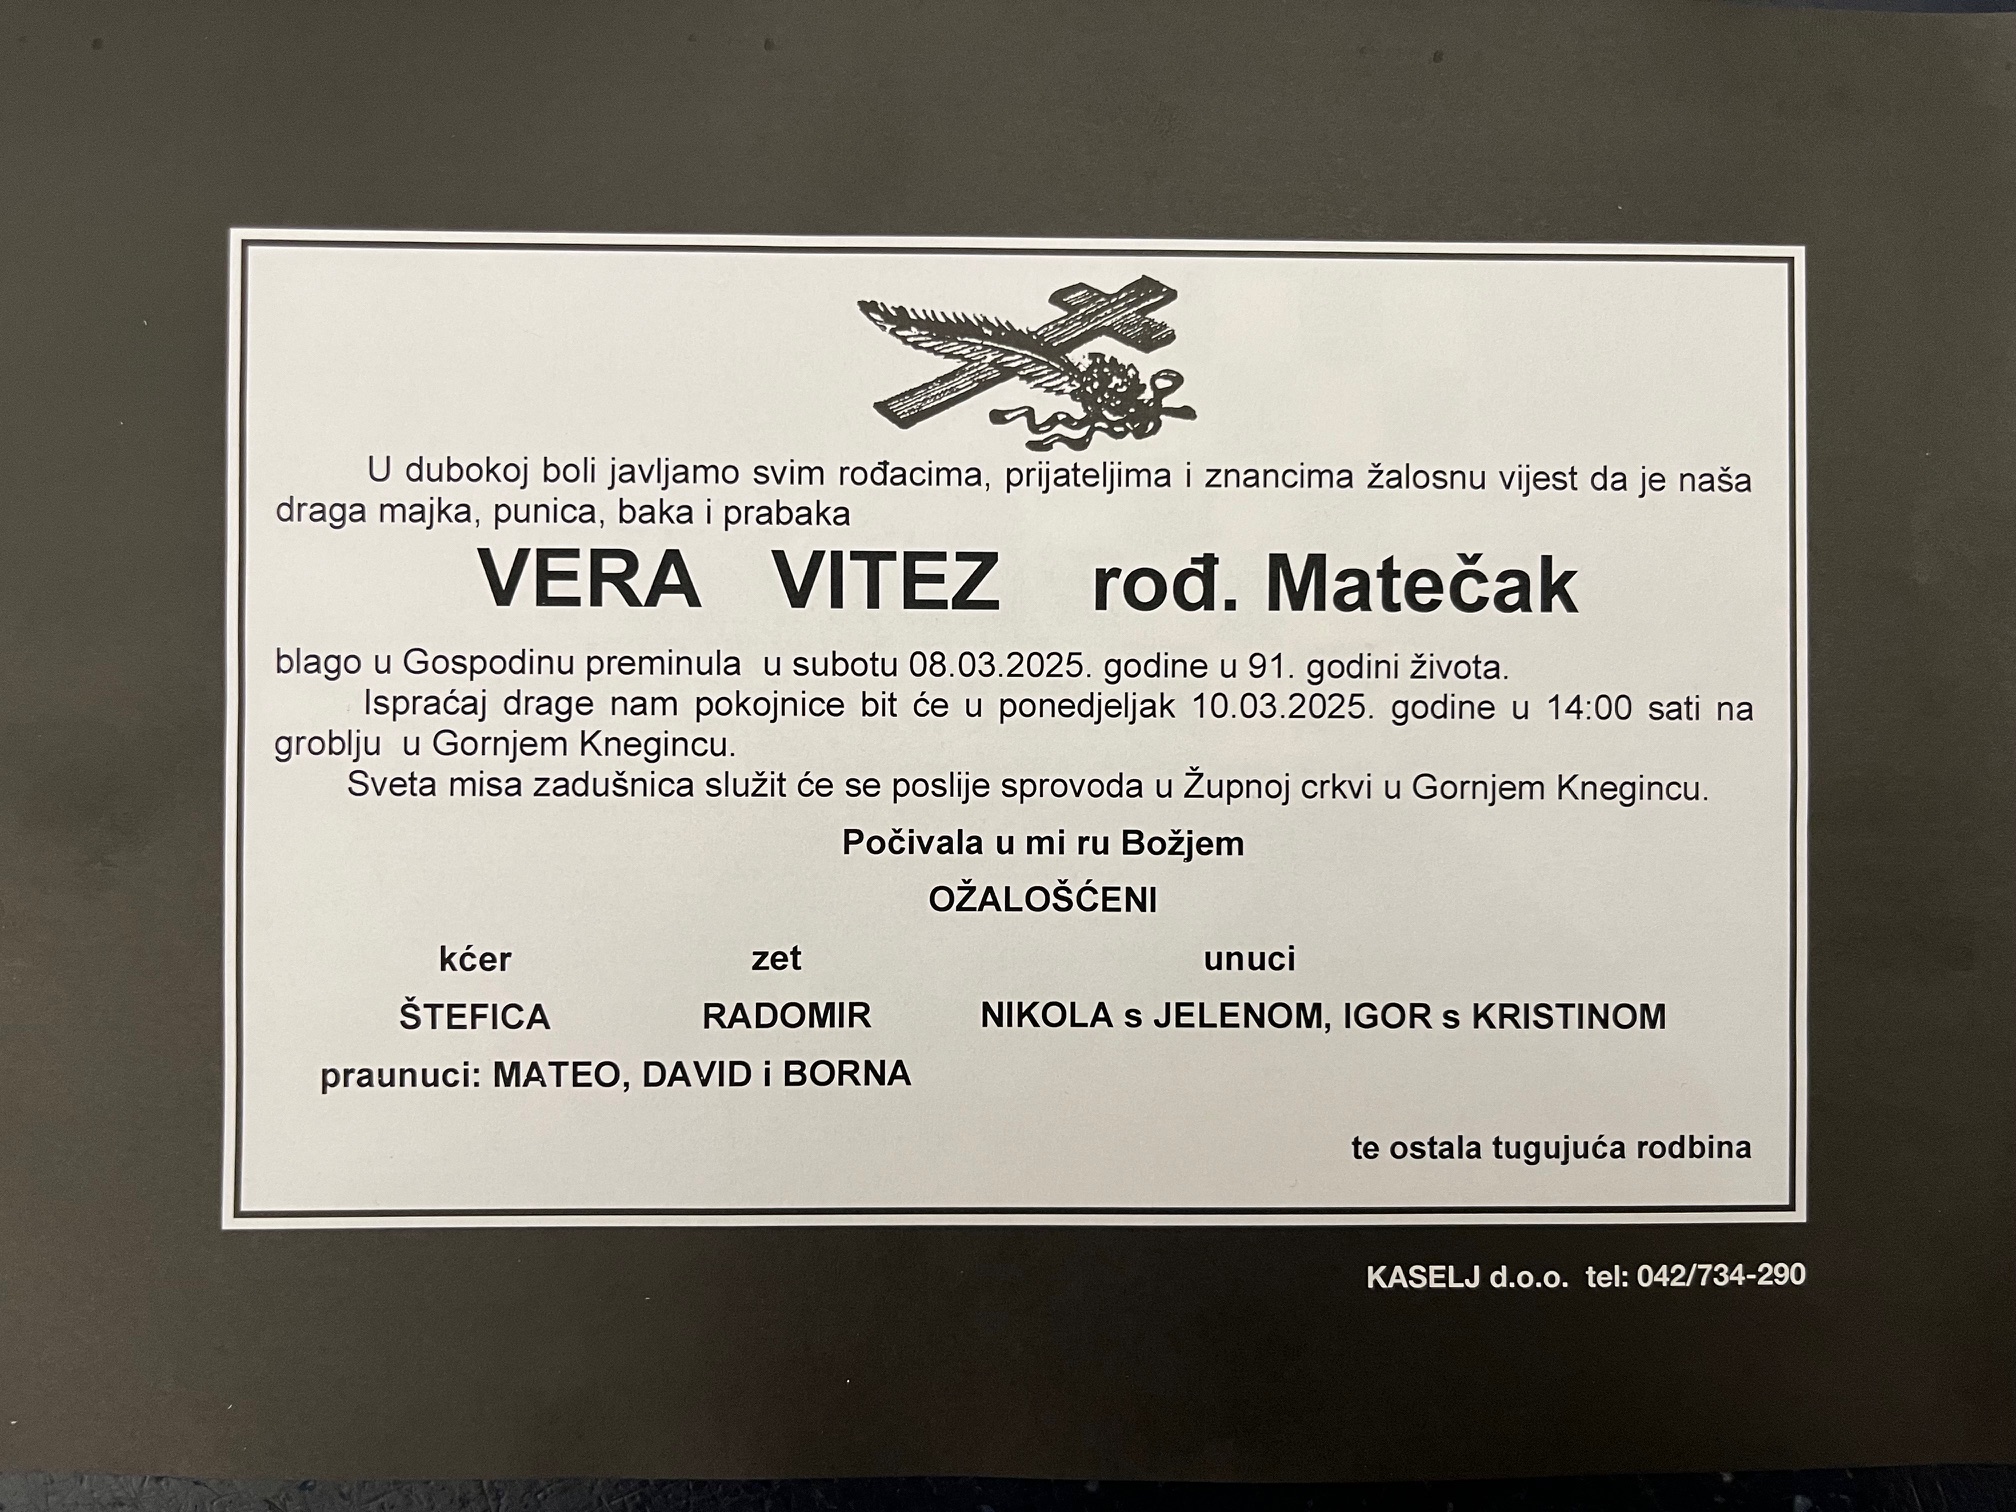 U dubokoj boli javljamo svim rođacima, prijateljima i znancima žalosnu vijest da je naša
draga majka, punica, baka i prabaka
VERA VITEZ rođ. Matečak
blago u Gospodinu preminula u subotu 08.03.2025. godine u 91. godini života.
Ispraćaj drage nam pokojnice bit će u ponedjeljak 10.03.2025. godine u 14:00 sati na
groblju u Gornjem Knegincu.
Sveta misa zadušnica služit će se poslije sprovoda u Župnoj crkvi u Gornjem Knegincu.
Počivala u mi ru Božjem
OŽALOŠĆENI
kćer zet unuci
ŠTEFICA RADOMIR NIKOLA s JELENOM, IGOR s KRISTINOM
praunuci: MATEO, DAVID i BORNA
te ostala tugujuća rodbina
KASELJ d.o.o. tel: 042/734-290